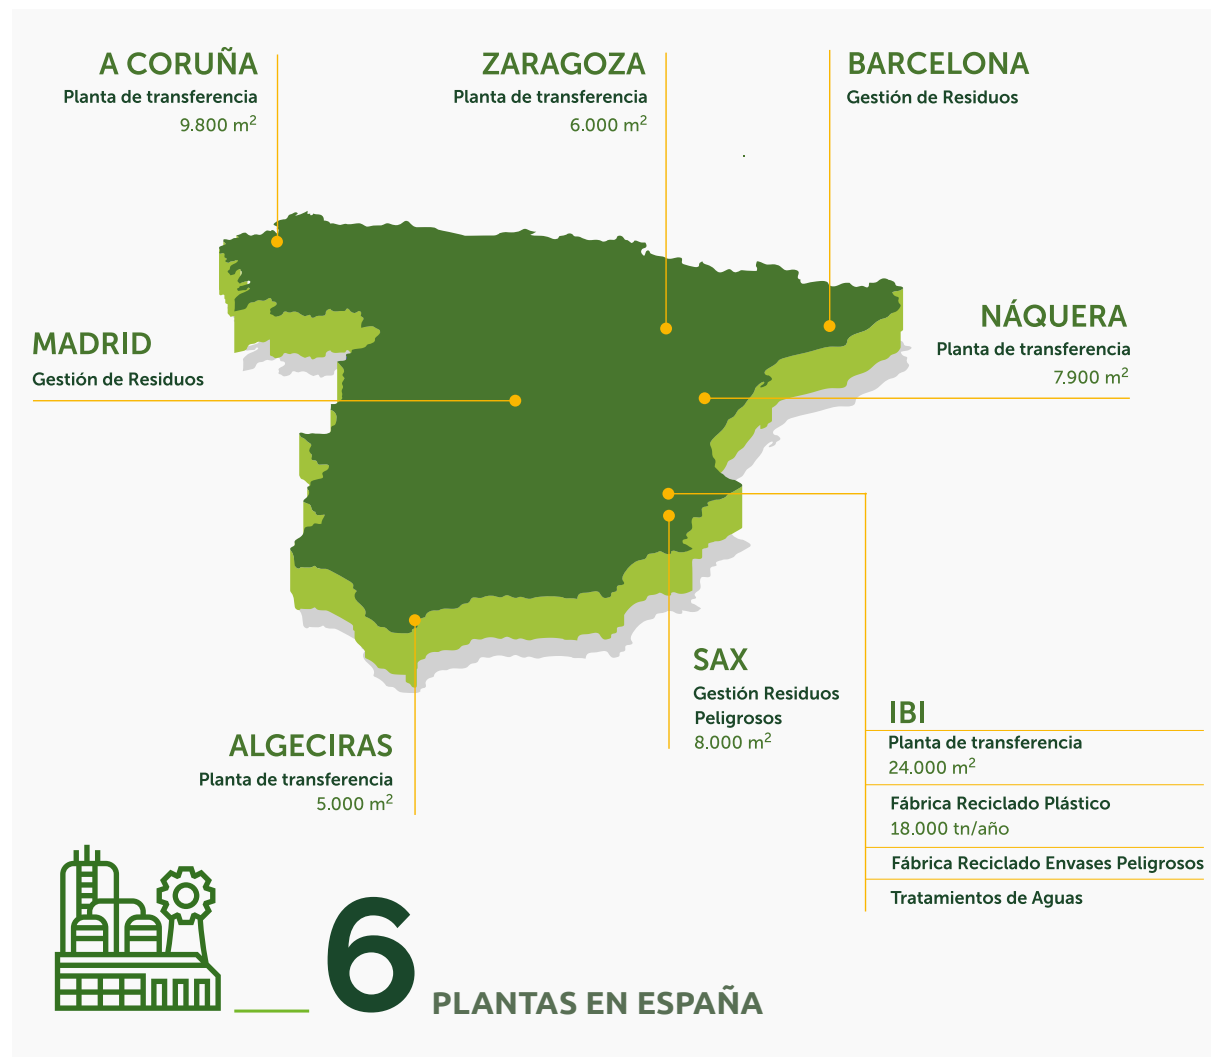 A CORUÑA
Planta de transferencia
9.800 m²
ZARAGOZA
Planta de transferencia
6.000 m²
BARCELONA
Gestión de Residuos
MADRID
Gestión de Residuos
NÁQUERA
Planta de transferencia
7.900 m²
SAX
Gestión Residuos
Peligrosos
8.000 m²
IBI
Planta de transferencia
24.000 m²
Fábrica Reciclado Plástico
18.000 tn/año
Fábrica Reciclado Envases Peligrosos
Tratamientos de Aguas
ALGECIRAS
Planta de transferencia
5.000 m²
6 PLANTAS EN ESPAÑA